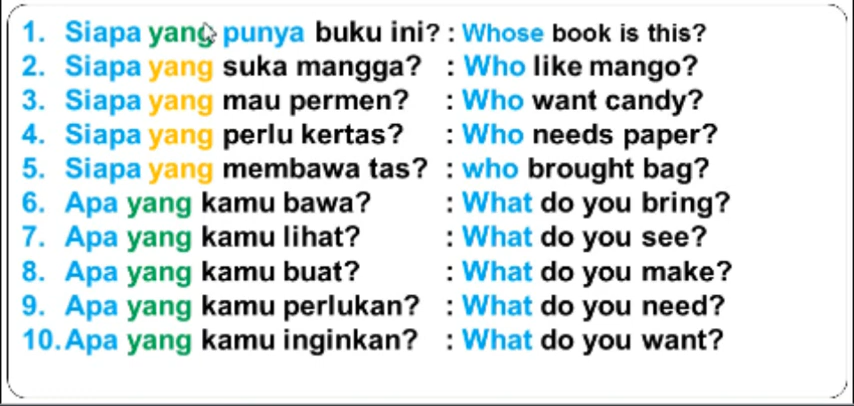 1. Siapa yang punya buku ini? : Whose book is this?
2. Siapa yang suka mangga? : Who like mango?
3. Siapa yang mau permen? : Who want candy?
4. Siapa yang perlu kertas? : Who needs paper?
5. Siapa yang membawa tas? : who brought bag?
6. Apa yang kamu bawa? : What do you bring?
7. Apa yang kamu lihat? : What do you see?
8. Apa yang kamu buat? : What do you make?
9. Apa yang kamu perlukan? : What do you need?
10. Apa yang kamu inginkan? : What do you want?